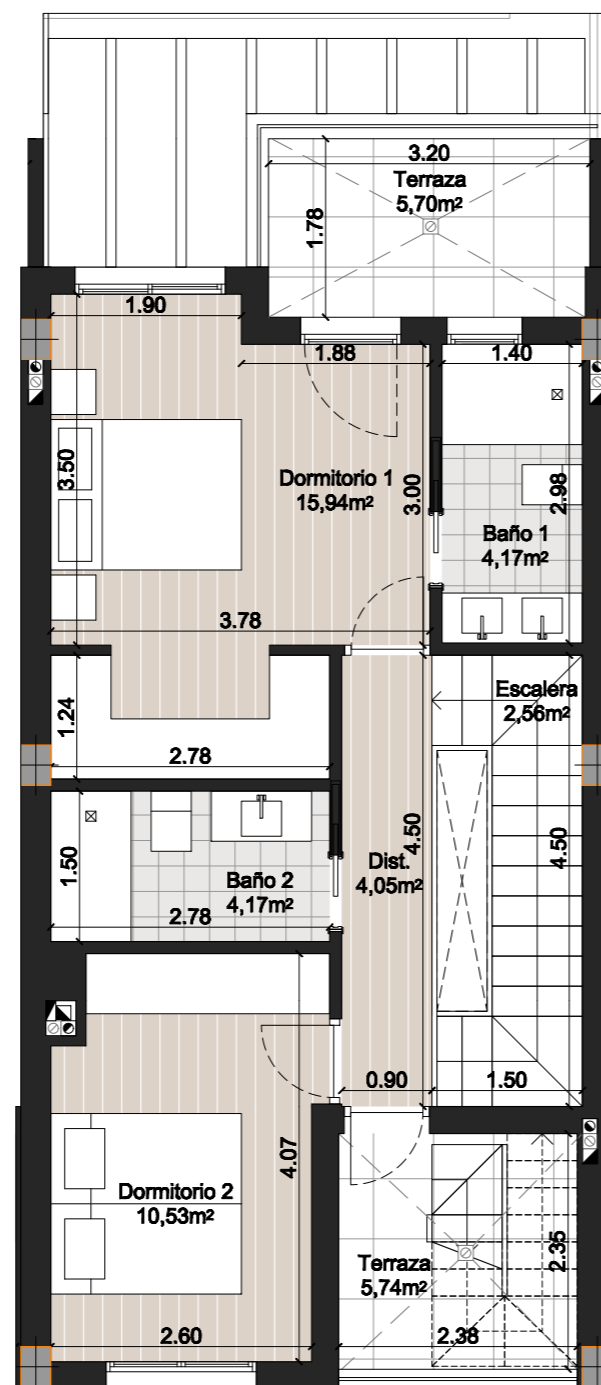 3.20
Terraza
5,70m²
1.78
1.90
1.88
1.40
3.50
Dormitorio 1
15,94m²
3.00
2.98
Baño 1
4,17m²
3.78
Escalera
2,56m²
1.24
2.78
4.50
4.50
1.50
Baño 2
4,17m²
Dist.
4,05m²
2.78
0.90
1.50
4.07
Dormitorio 2
10,53m²
2.35
Terraza
5,74m²
2.60
2.38